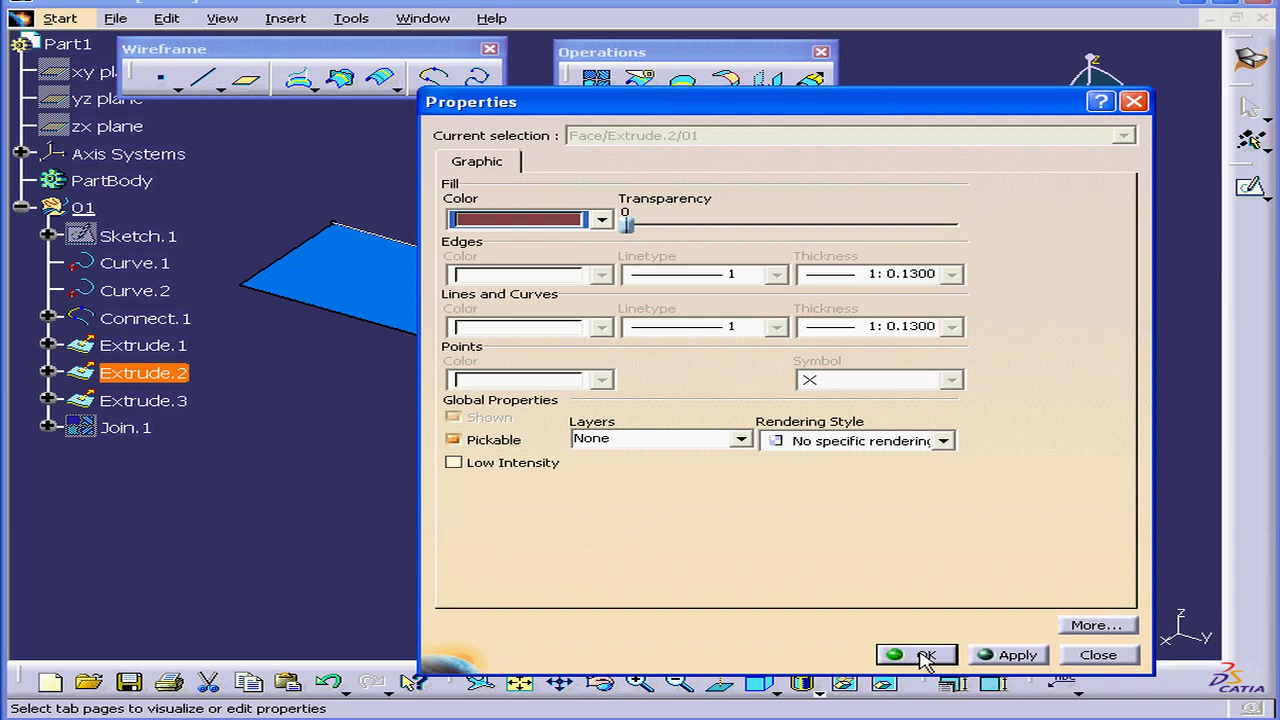 Start File Edit View Insert Tools Window Help
Part1
Wireframe
Operations
xy pl
yz plane
zx plane
Axis Systems
PartBody
01
Sketch.1
Curve.1
Curve.2
Connect.1
Extrude.1
Extrude.2
Extrude.3
Join.1
z
Properties
?
Current selection : Face/Extrude.2/01
Graphic
Fill
Color Transparency
0
Edges
Color Linetype Thickness
1 1: 0.1300
Lines and Curves
Color Linetype Thickness
1 1: 0.1300
Points
Color Symbol
Global Properties
Shown Layers Rendering Style
Pickable None No specific rendering
Low Intensity
More...
OK Apply Close
z
x y
CATIA
Select tab pages to visualize or edit properties